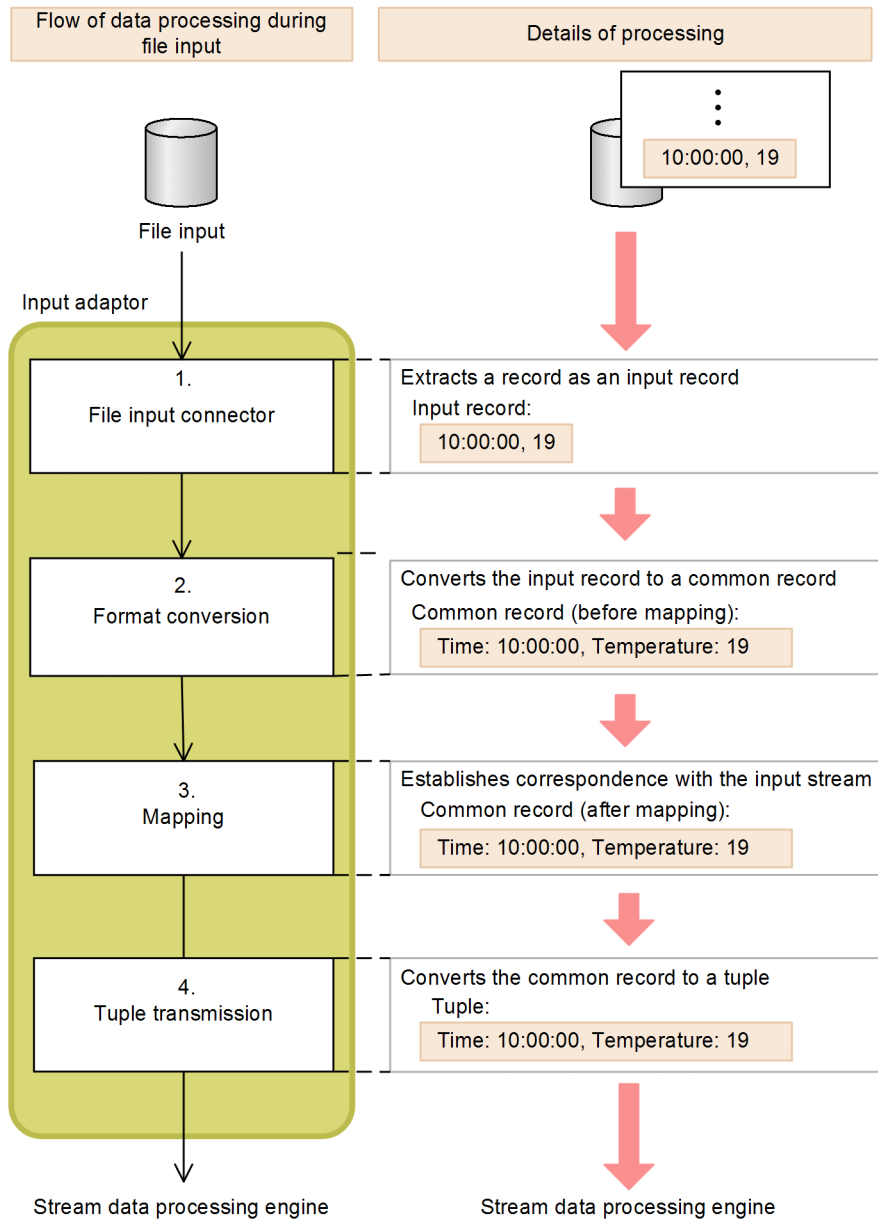 Flow of data processing during
file input
Details of processing
10:00:00, 19
File input
Input adaptor
1.
File input connector
Extracts a record as an input record
Input record:
10:00:00, 19
2.
Format conversion
Converts the input record to a common record
Common record (before mapping):
Time: 10:00:00, Temperature: 19
3.
Mapping
Establishes correspondence with the input stream
Common record (after mapping):
Time: 10:00:00, Temperature: 19
4.
Tuple transmission
Converts the common record to a tuple
Tuple:
Time: 10:00:00, Temperature: 19
Stream data processing engine
Stream data processing engine